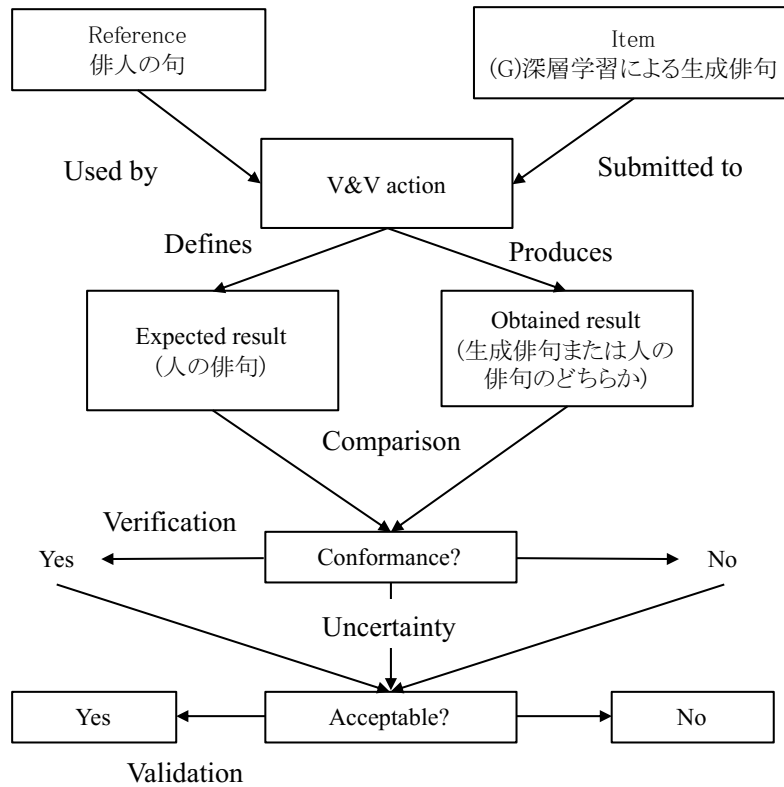 Reference
俳人の句
Item
(G)深層学習による生成俳句
Used by
V&V action
Submitted to
Defines
Produces
Expected result
(人の俳句)
Obtained result
(生成俳句または人の
俳句のどちらか)
Comparison
Verification
Yes
Conformance?
No
Uncertainty
Yes
Acceptable?
No
Validation